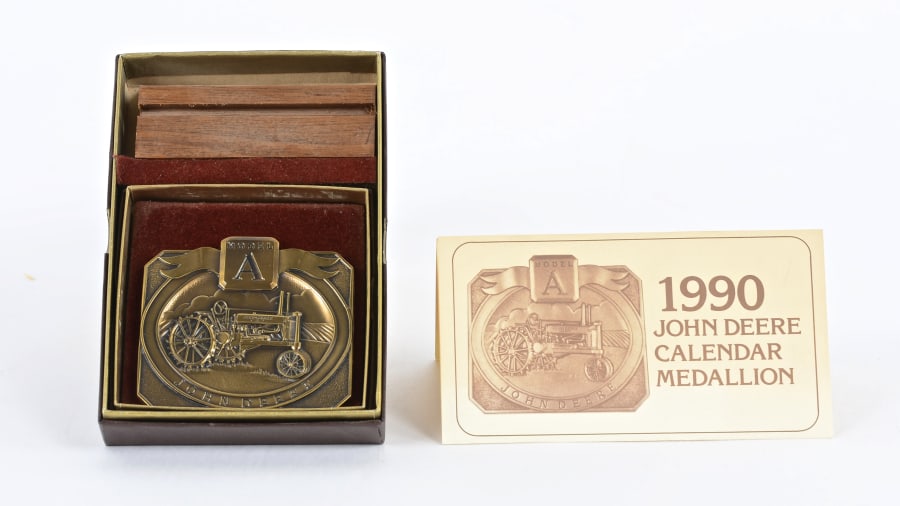 MODEL
A
JOHN DEERE
MODEL
A
JOHN DEERE
1990
JOHN DEERE
CALENDAR
MEDALLION